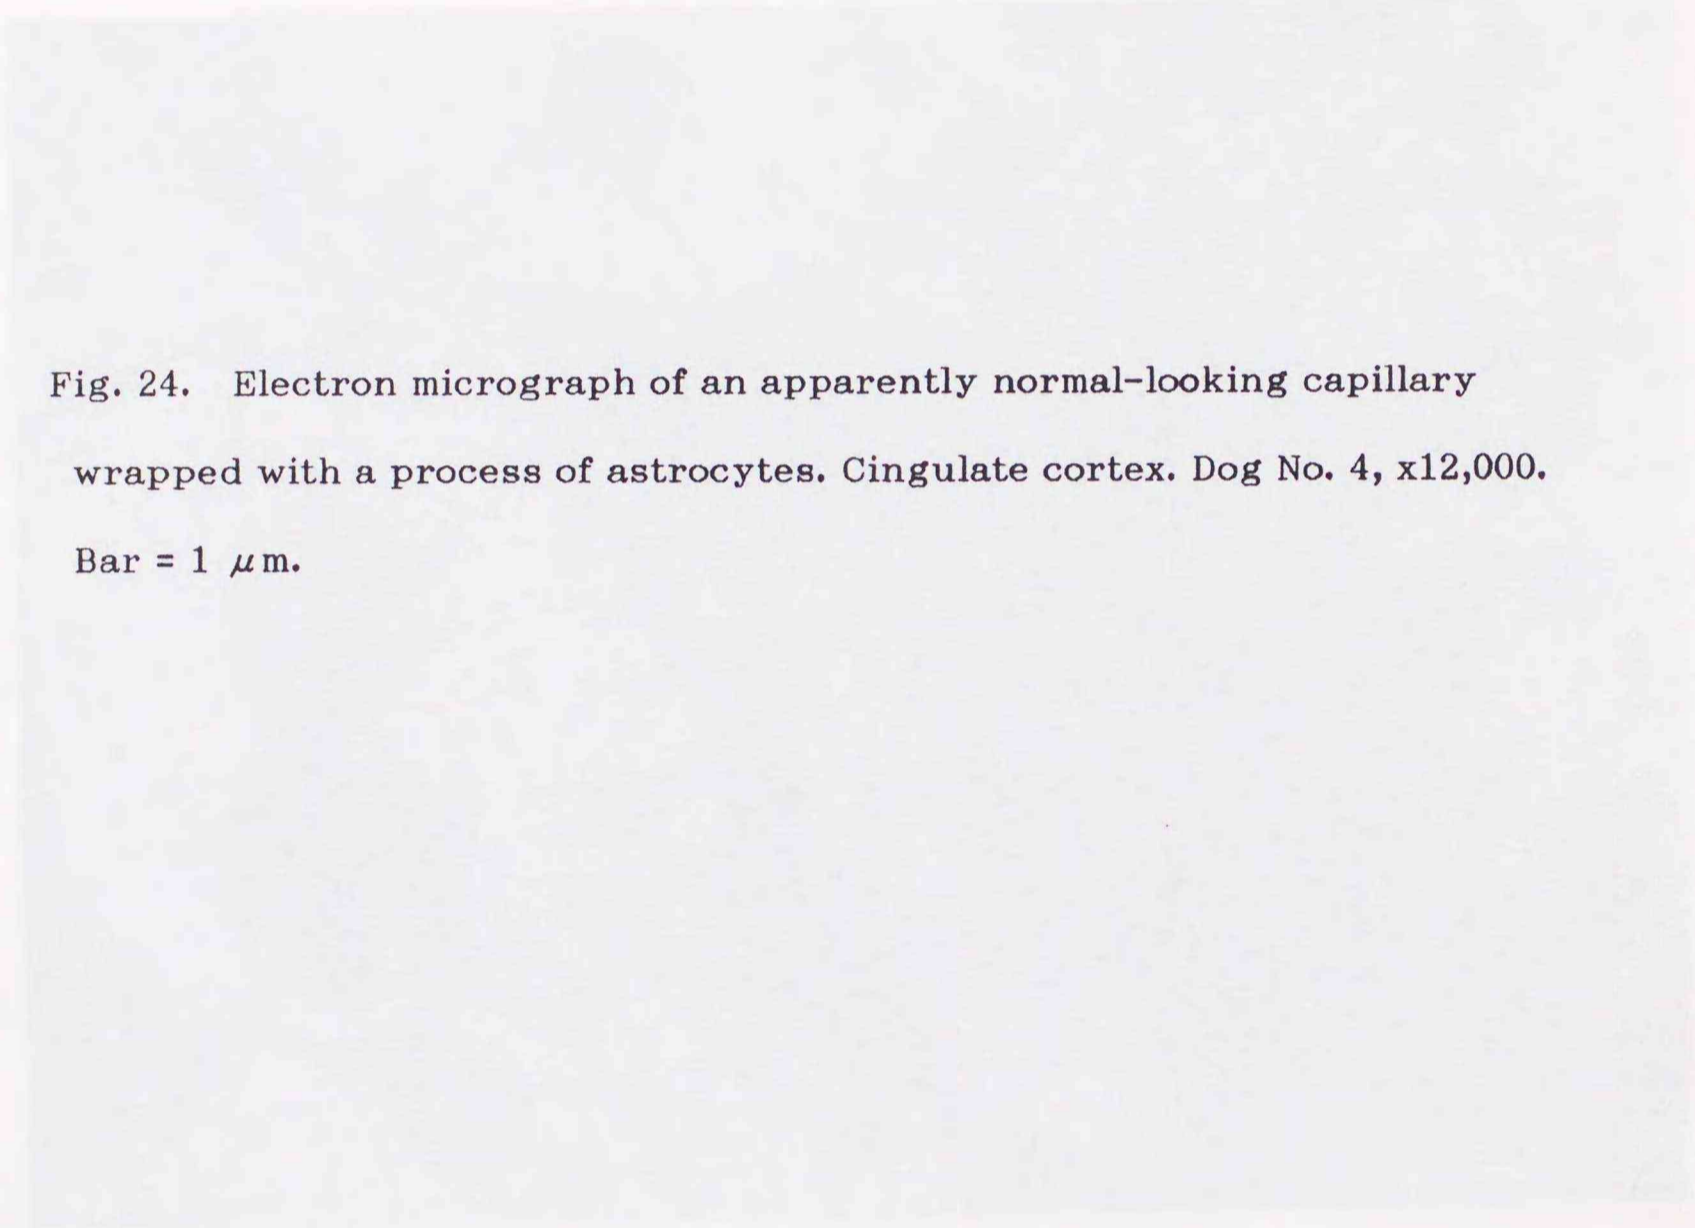 Fig. 24. Electron micrograph of an apparently normal-looking capillary
wrapped with a process of astrocytes. Cingulate cortex. Dog No. 4, x12,000.
Bar = 1 μm.